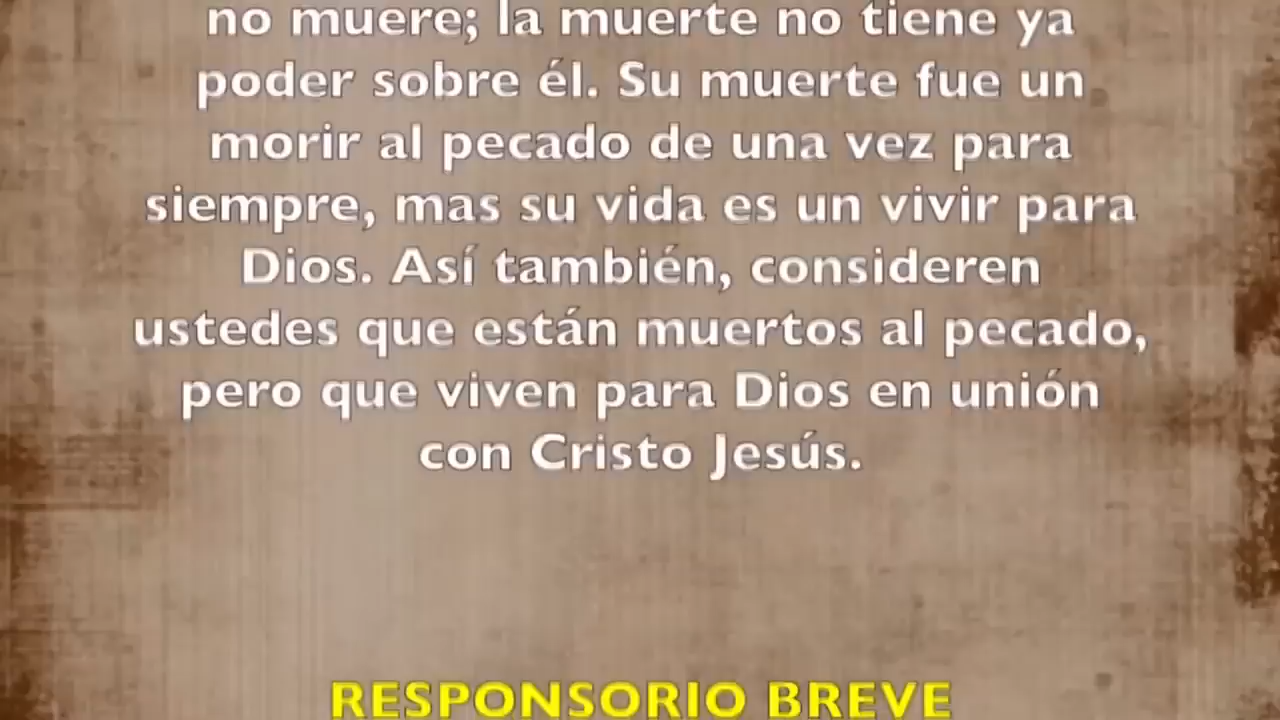 no muere; la muerte no tiene ya
poder sobre él. Su muerte fue un
morir al pecado de una vez para
siempre, mas su vida es un vivir para
Dios. Así también, consideren
ustedes que están muertos al pecado,
pero que viven para Dios en unión
con Cristo Jesús.
RESPONSORIO BREVE